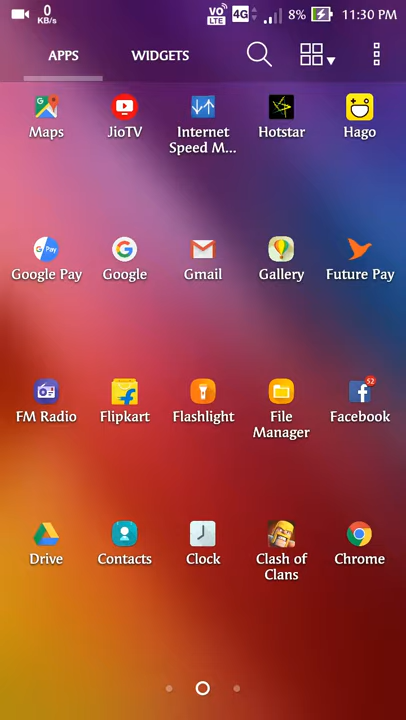 0
KB/s
VO
LTE
4G
8%
11:30 PM
APPS
WIDGETS
Maps
JioTV
Internet
Speed M...
Hotstar
Hago
G Pay
Google Pay
Google
Gmail
Gallery
Future Pay
FM Radio
Flipkart
Flashlight
File
Manager
52
Facebook
Drive
Contacts
Clock
Clash of
Clans
Chrome